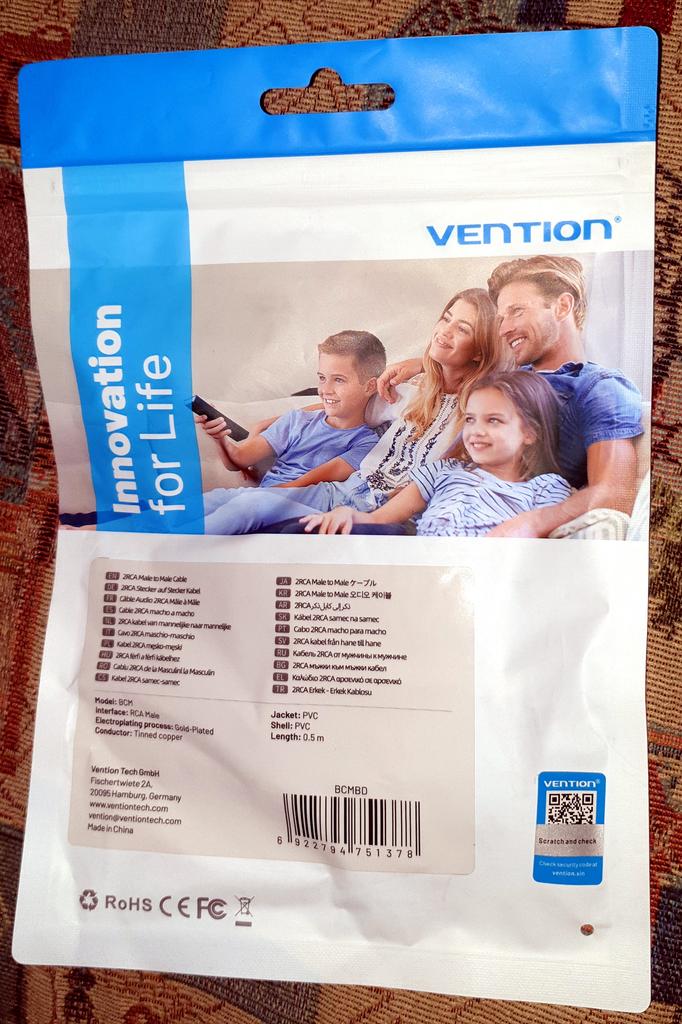 VENTION®
Innovation
for Life
EN 2RCA Male to Male Cable
DE 2RCA Stecker auf Stecker Kabel
FR Câble Audio 2RCA Mâle à Mâle
ES Cable 2RCA macho a macho
NL 2RCA kabel van mannelijke naar mannelijke
IT Cavo 2RCA maschio-maschio
PL Kabel 2RCA męsko-męski
HU 2RCA férfi a férfi kábelhez
RO Cablu 2RCA de la Masculin la Masculin
CS Kabel 2RCA samec-samec
JA 2RCA Male to Male ケーブル
KR 2RCA Male to Male 오디오 케이블
AR 2RCA ذكر إلى كابل ذكر
SK Kábel 2RCA samec na samec
PT Cabo 2RCA macho para macho
SV 2RCA kabel från hane till hane
RU Кабель 2RCA от мужчины к мужчине
BG 2RCA мъжки към мъжки кабел
EL Καλώδιο 2RCA αρσενικό σε αρσενικό
TR 2RCA Erkek - Erkek Kablosu
Model: BCM
Interface: RCA Male
Electroplating process: Gold-Plated
Conductor: Tinned copper
Jacket: PVC
Shell: PVC
Length: 0.5 m
Vention Tech GmbH
Fischertwiete 2A,
20095 Hamburg, Germany
www.ventiontech.com
vention@ventiontech.com
Made in China
BCMBD
6 922794 751378
VENTION®
Scratch and check
Check security code at
vention.xin
RoHS CE FC